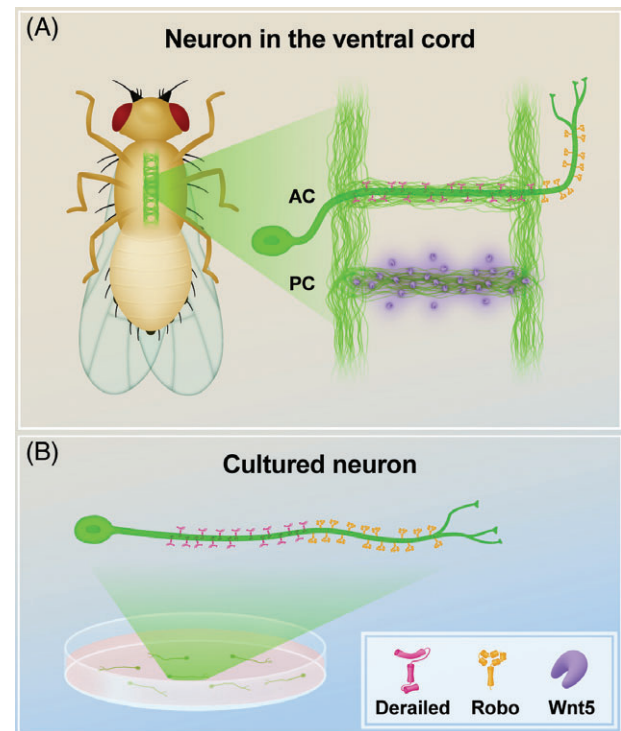 (A)
Neuron in the ventral cord
AC
PC
(B)
Cultured neuron
Derailed Robo Wnt5